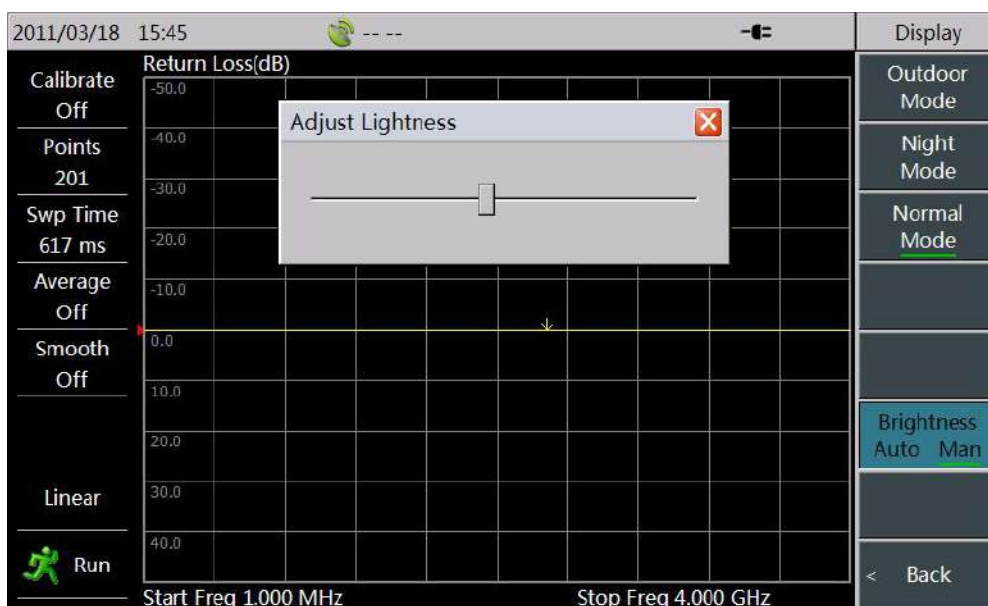 2011/03/18 15:45 -- -- Display
Calibrate
Off
Points
201
Swp Time
617 ms
Average
Off
Smooth
Off
Linear
Run
Return Loss(dB)
-50.0
-40.0
-30.0
-20.0
-10.0
0.0
10.0
20.0
30.0
40.0
Start Freq 1.000 MHz Stop Freq 4.000 GHz
Adjust Lightness
Outdoor
Mode
Night
Mode
Normal
Mode
Brightness
Auto Man
< Back